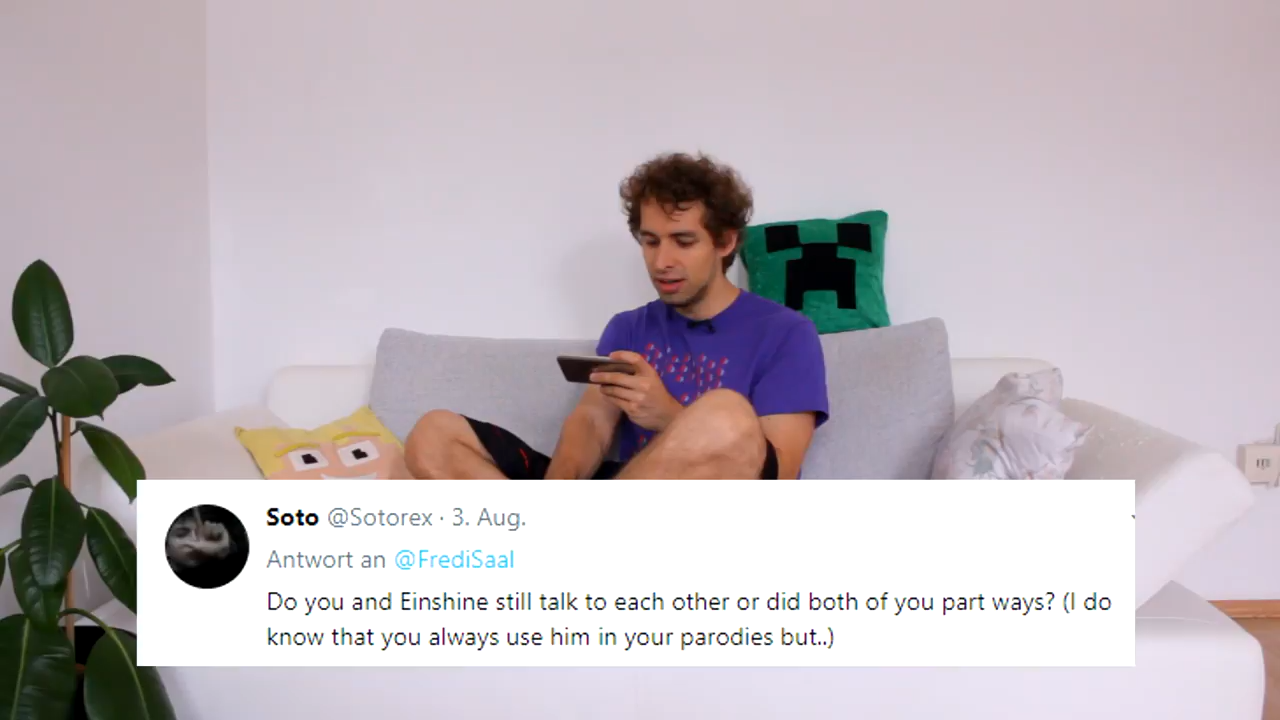 Soto @Sotorex · 3. Aug.
Antwort an @FrediSaal
Do you and Einshine still talk to each other or did both of you part ways? (I do
know that you always use him in your parodies but..)